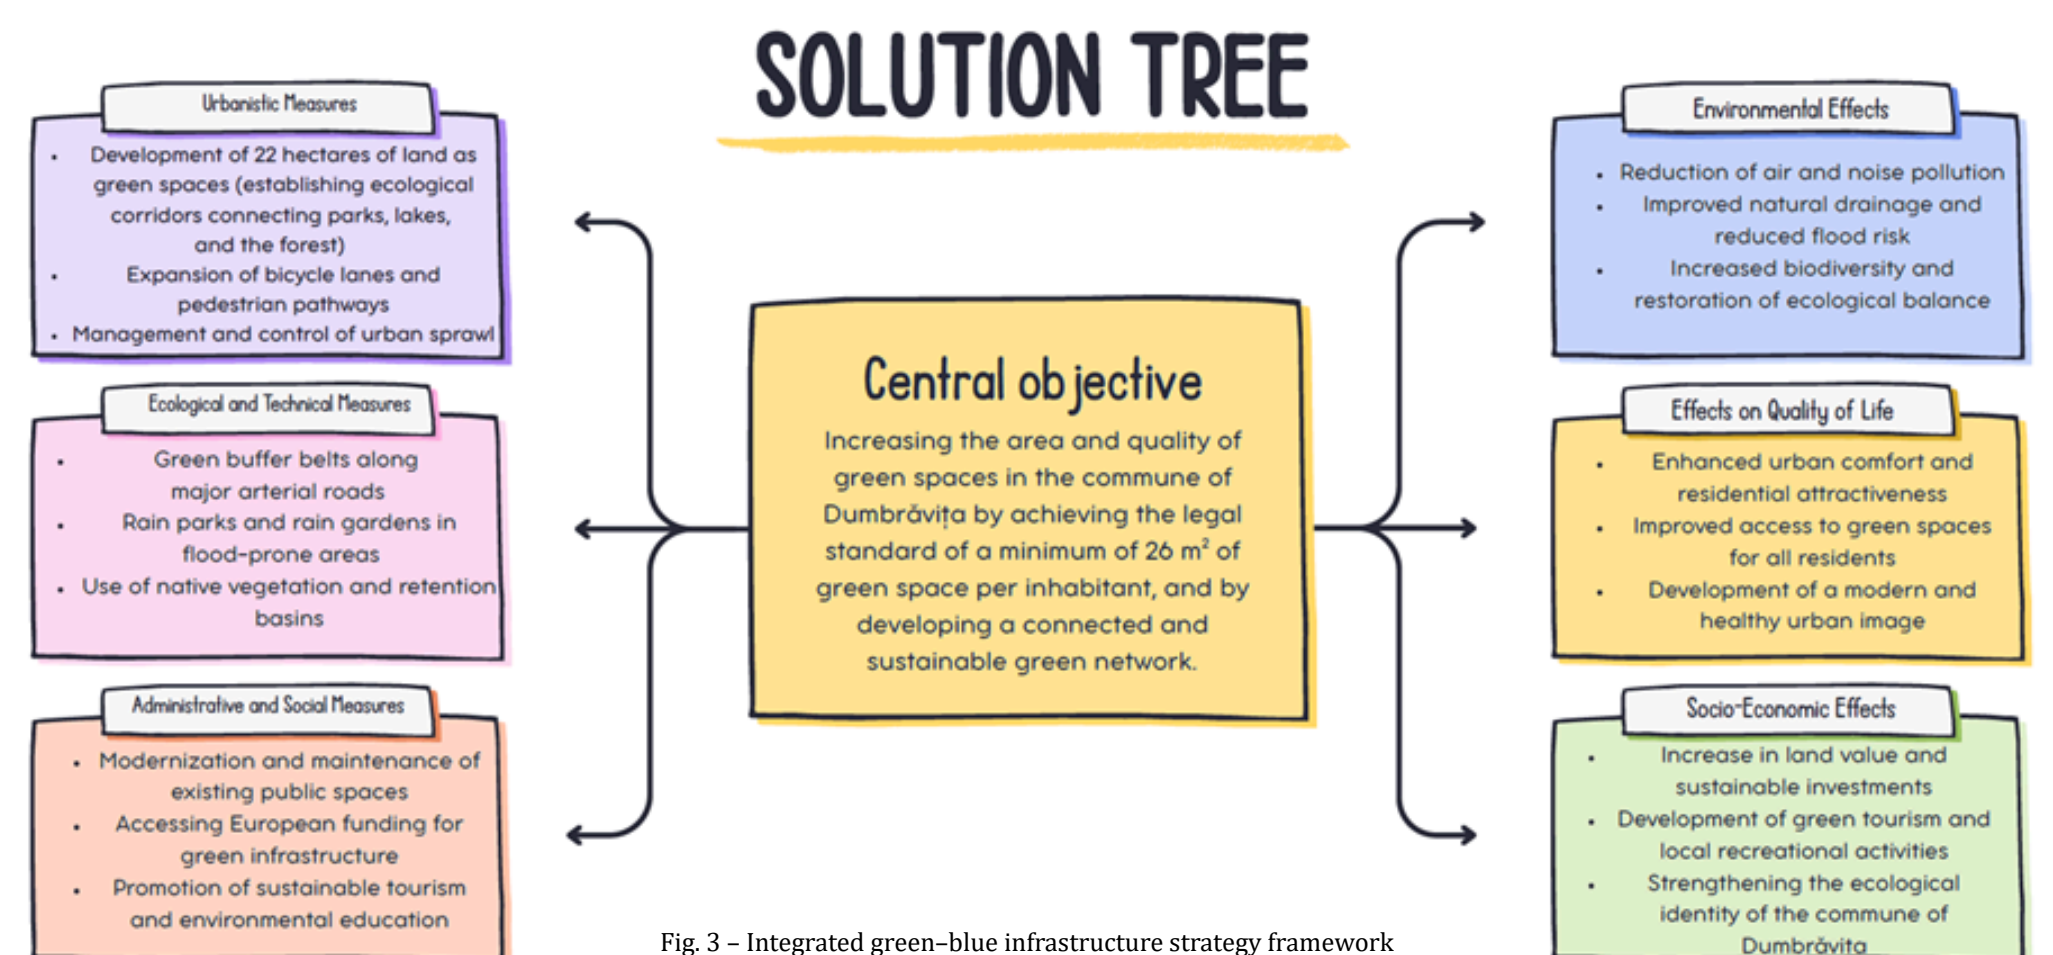 SOLUTION TREE
Urbanistic Measures
• Development of 22 hectares of land as
green spaces (establishing ecological
corridors connecting parks, lakes,
and the forest)
• Expansion of bicycle lanes and
pedestrian pathways
• Management and control of urban sprawl
Ecological and Technical Measures
• Green buffer belts along
major arterial roads
• Rain parks and rain gardens in
flood-prone areas
• Use of native vegetation and retention
basins
Administrative and Social Measures
• Modernization and maintenance of
existing public spaces
• Accessing European funding for
green infrastructure
• Promotion of sustainable tourism
and environmental education
Central objective
Increasing the area and quality of
green spaces in the commune of
Dumbrăvița by achieving the legal
standard of a minimum of 26 m² of
green space per inhabitant, and by
developing a connected and
sustainable green network.
Environmental Effects
• Reduction of air and noise pollution
• Improved natural drainage and
reduced flood risk
• Increased biodiversity and
restoration of ecological balance
Effects on Quality of Life
• Enhanced urban comfort and
residential attractiveness
• Improved access to green spaces
for all residents
• Development of a modern and
healthy urban image
Socio-Economic Effects
• Increase in land value and
sustainable investments
• Development of green tourism and
local recreational activities
• Strengthening the ecological
identity of the commune of
Dumbrăvița
Fig. 3 – Integrated green–blue infrastructure strategy framework